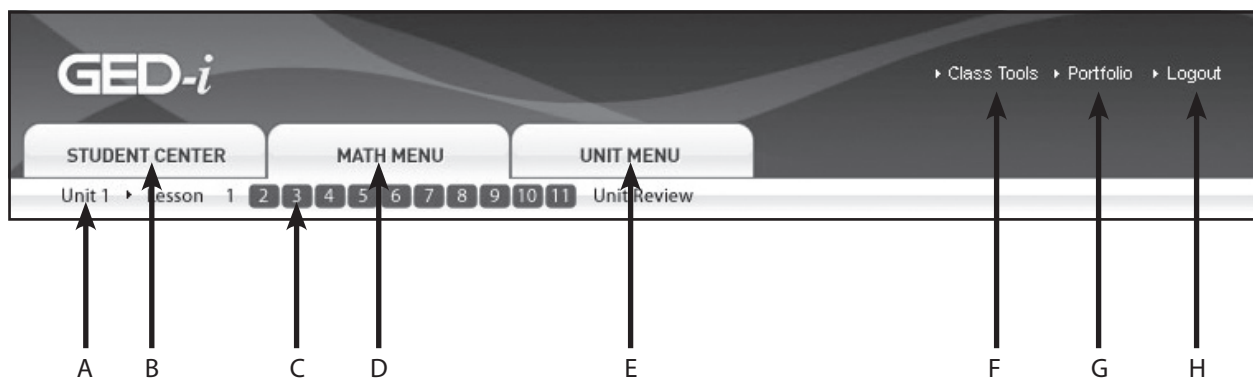 GED-i
Class Tools Portfolio Logout
STUDENT CENTER MATH MENU UNIT MENU
Unit 1 Lesson 1 2 3 4 5 6 7 8 9 10 11 Unit Review
A B C D E F G H